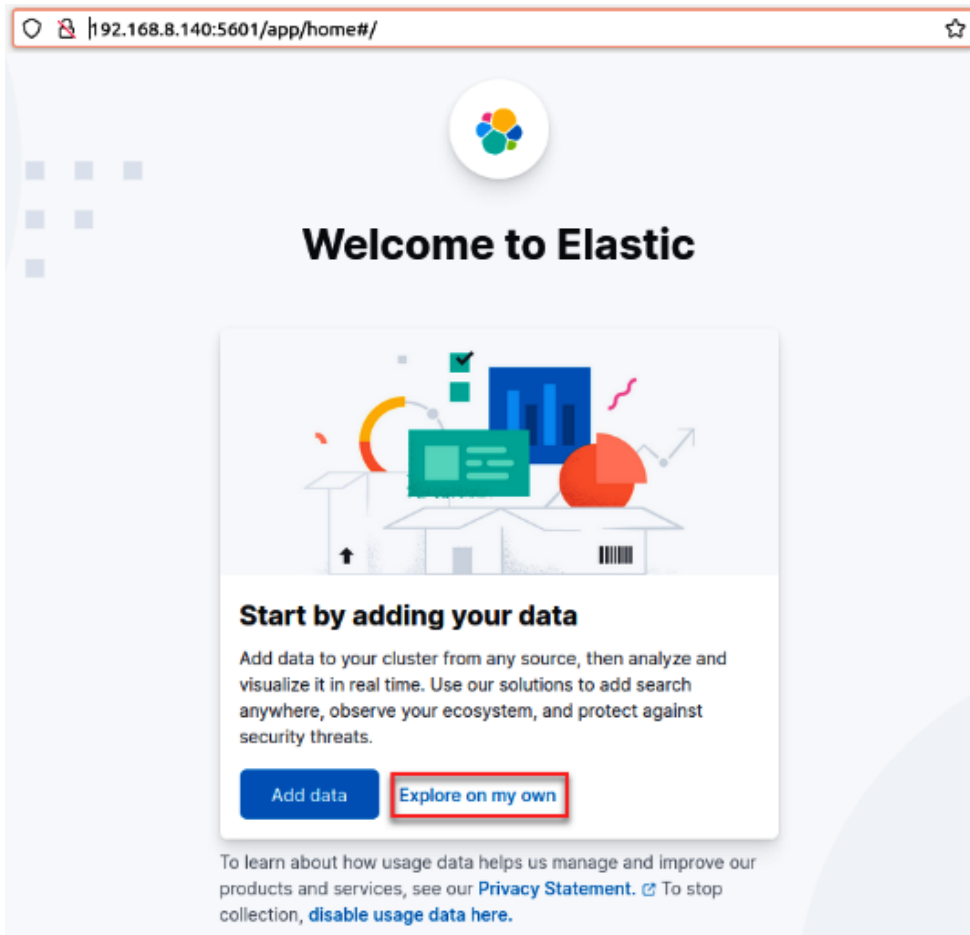 192.168.8.140:5601/app/home#/
Welcome to Elastic
Start by adding your data
Add data to your cluster from any source, then analyze and
visualize it in real time. Use our solutions to add search
anywhere, observe your ecosystem, and protect against
security threats.
Add data
Explore on my own
To learn about how usage data helps us manage and improve our
products and services, see our Privacy Statement. To stop
collection, disable usage data here.